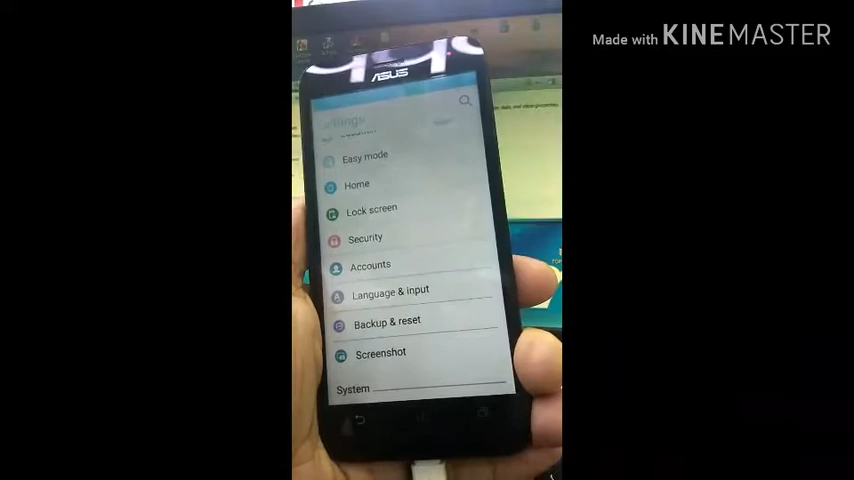 Made with KINEMASTER
ASUS
Settings
Easy mode
Home
Lock screen
Security
Accounts
Language & input
Backup & reset
Screenshot
System